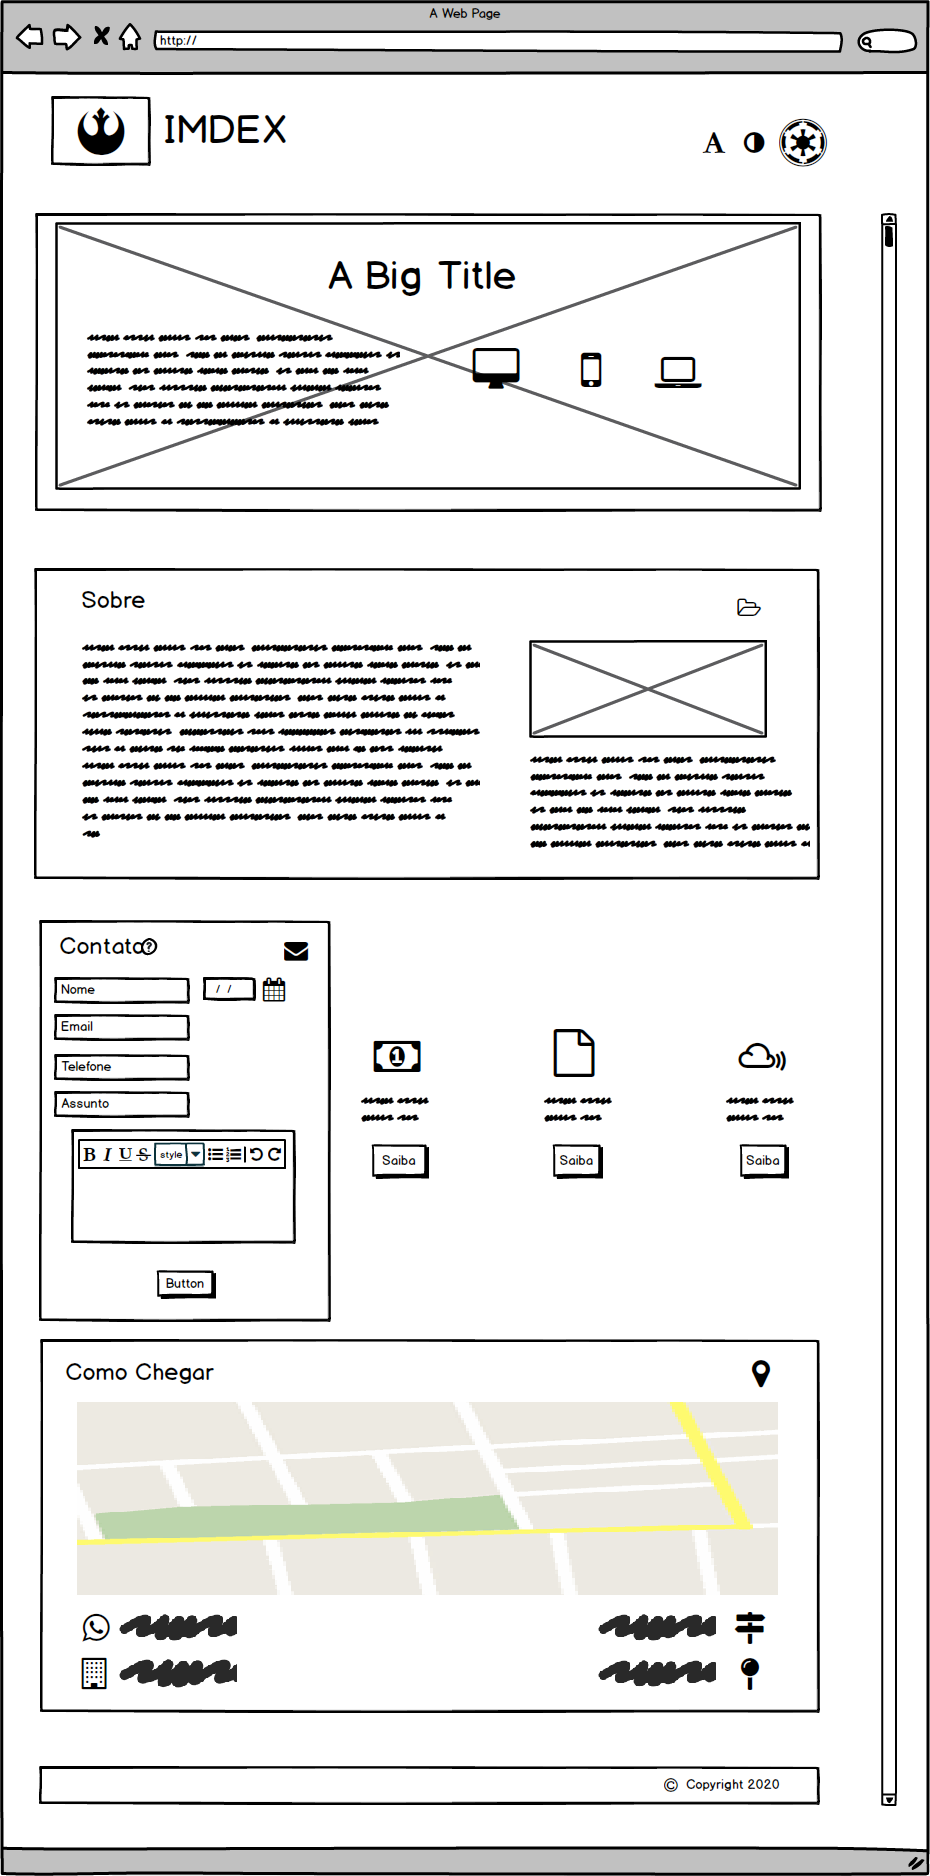 A Web Page
http://
IMDEX
A
A Big Title
Sobre
Contato ?
Nome
/ /
Email
Telefone
Assunto
1
B I U S style
Saiba
Saiba
Saiba
Button
Como Chegar
© Copyright 2020